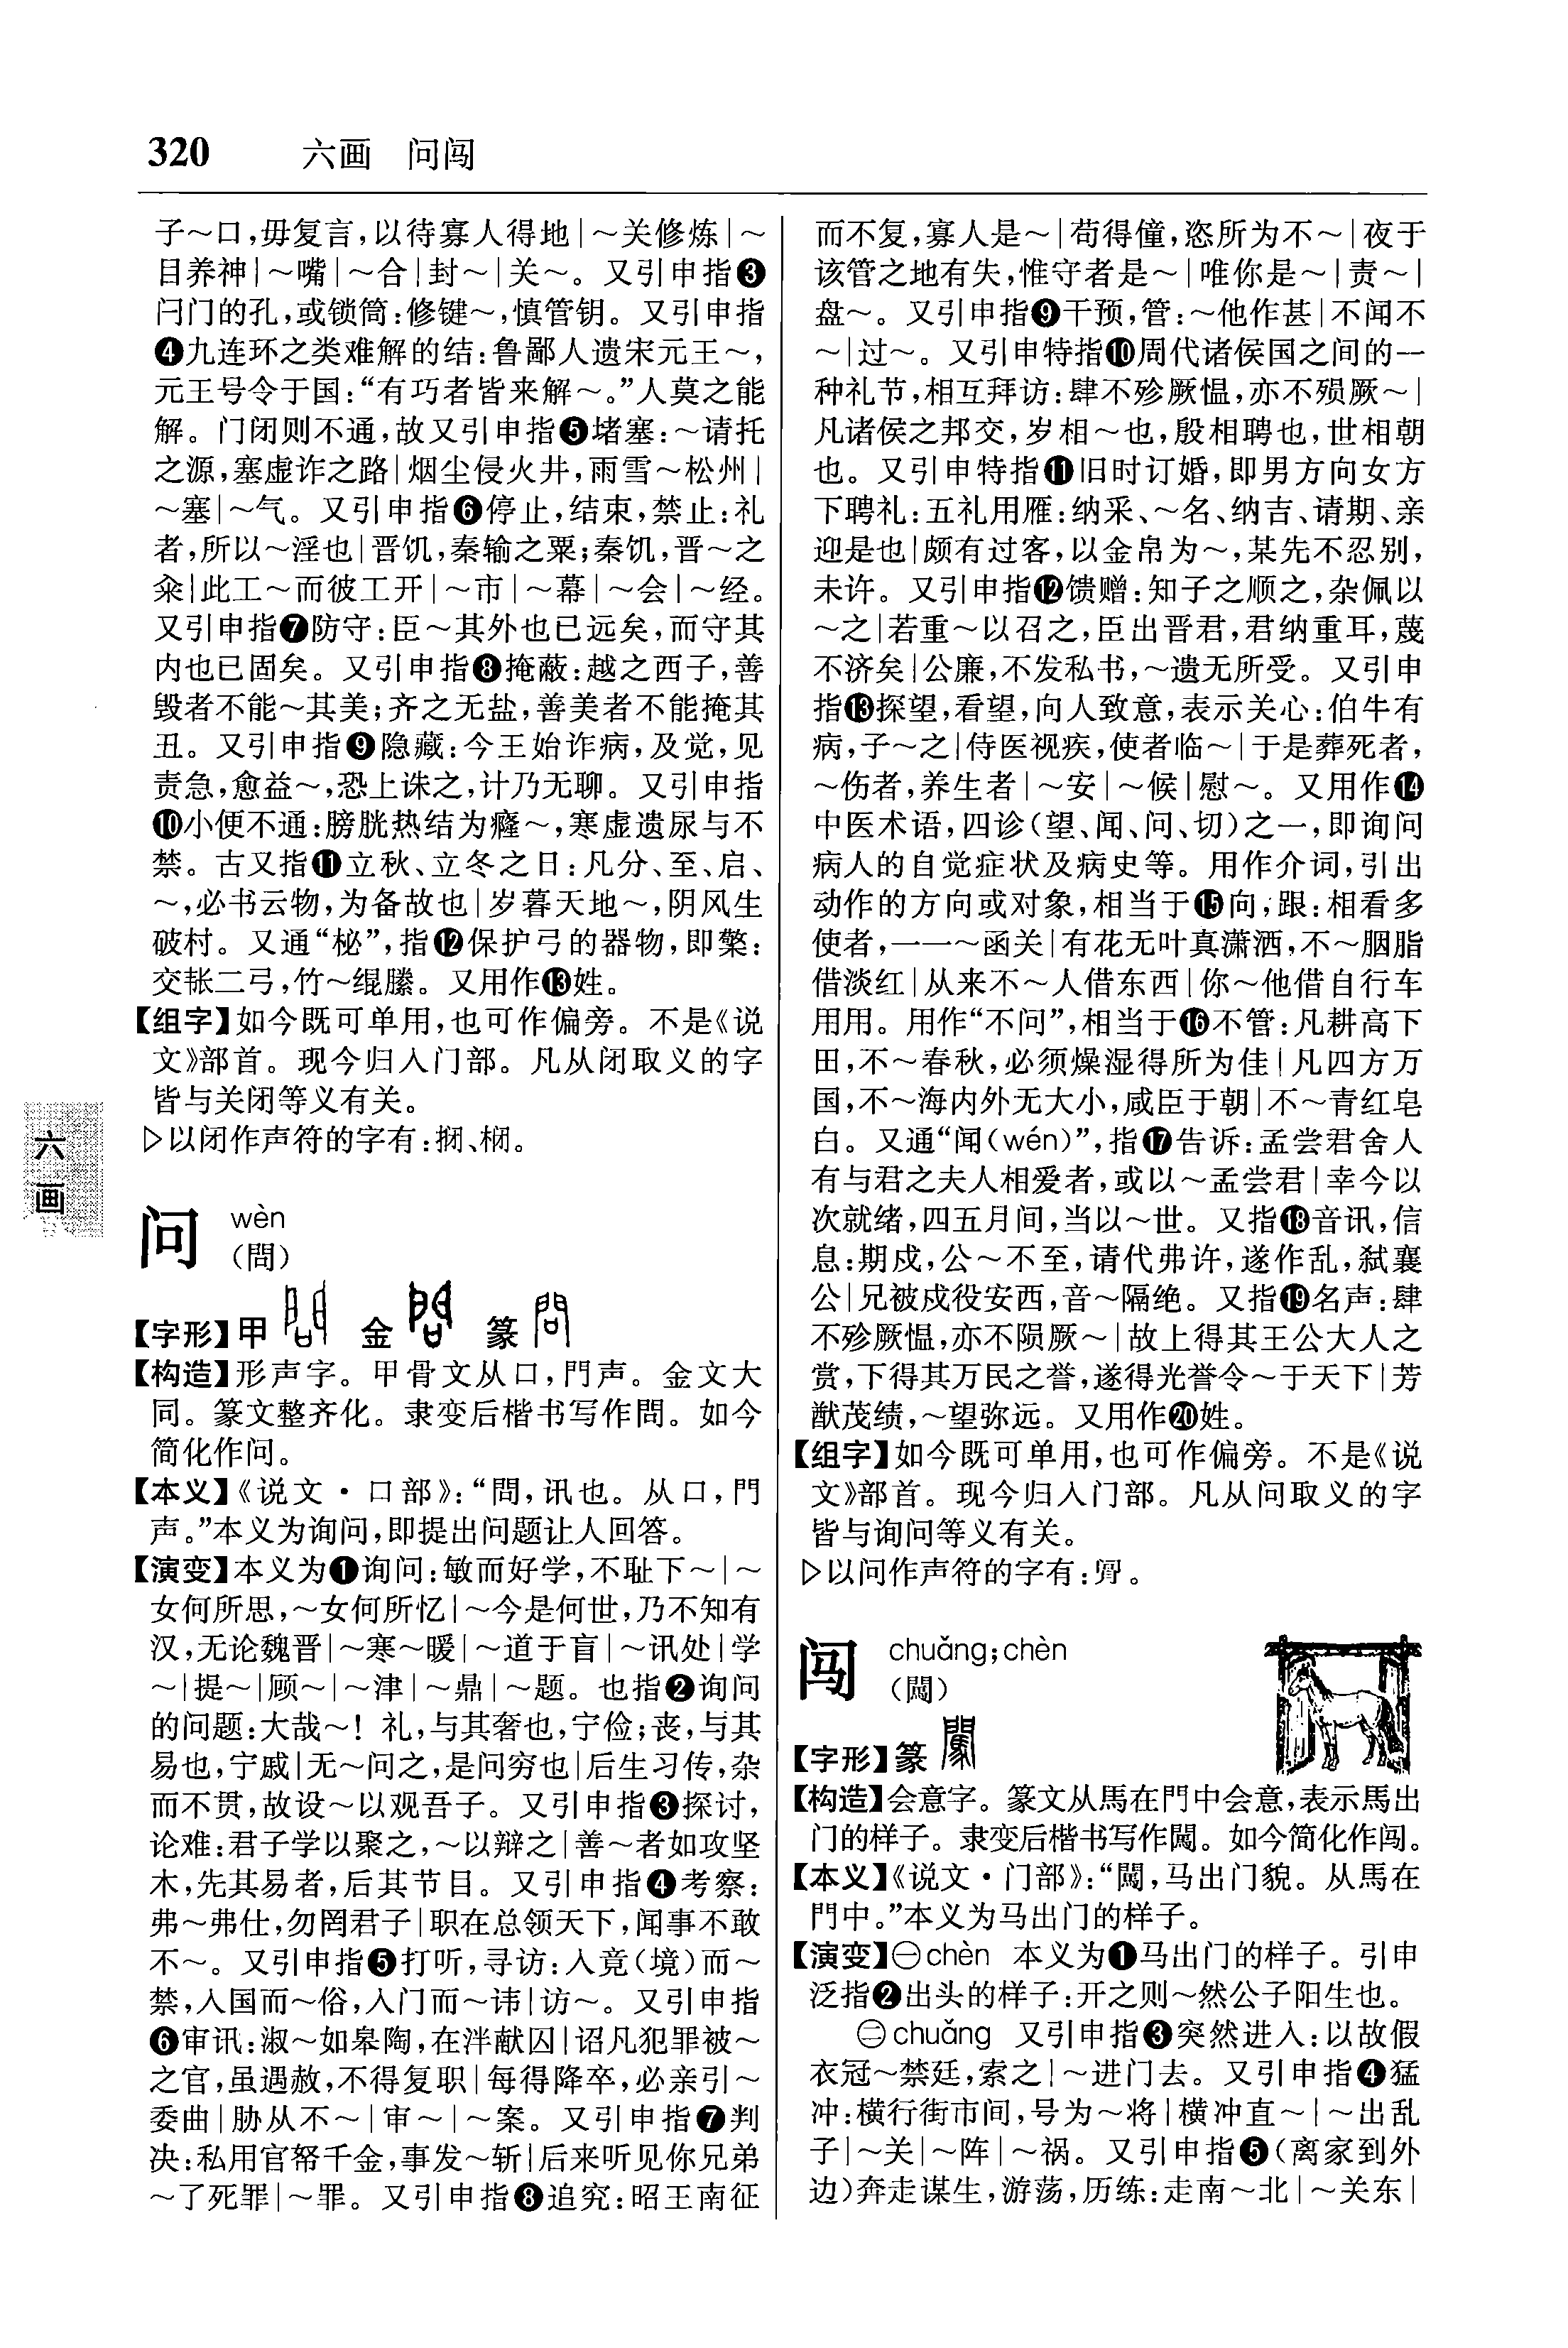 320 六画 问闯
子～口,毋复言,以待寡人得地|～关修炼|～
目养神|～嘴|～合|封～|关～。又引申指❸
闩门的孔,或锁筒:修键～,慎管钥。又引申指
❹九连环之类难解的结:鲁鄙人遗宋元王～,
元王号令于国:“有巧者皆来解～。”人莫之能
解。门闭则不通,故又引申指❺堵塞:～请托
之源,塞虚诈之路|烟尘侵火井,雨雪～松州|
～塞|～气。又引申指❻停止,结束,禁止:礼
者,所以～淫也|晋饥,秦输之粟;秦饥,晋～之
籴|此工～而彼工开|～市|～幕|～会|～经。
又引申指❼防守:臣～其外也已远矣,而守其
内也已固矣。又引申指❽掩蔽:越之西子,善
毁者不能～其美;齐之无盐,善美者不能掩其
丑。又引申指❾隐藏:今王始诈病,及觉,见
责急,愈益～,恐上诛之,计乃无聊。又引申指
❿小便不通:膀胱热结为癃～,寒虚遗尿与不
禁。古又指⓫立秋、立冬之日:凡分、至、启、
～,必书云物,为备故也|岁暮天地～,阴风生
破村。又通“柲”,指⓬保护弓的器物,即檠:
交韔二弓,竹～绲縢。又用作⓭姓。
【组字】如今既可单用,也可作偏旁。不是《说
文》部首。现今归入门部。凡从闭取义的字
皆与关闭等义有关。
▷以闭作声符的字有:
六画
问 wèn
(問)
【字形】甲 金 篆
【构造】形声字。甲骨文从口,門声。金文大
同。篆文整齐化。隶变后楷书写作問。如今
简化作问。
【本义】《说文·口部》:“問,讯也。从口,門
声。”本义为询问,即提出问题让人回答。
【演变】本义为❶询问:敏而好学,不耻下～|～
女何所思,～女何所忆|～今是何世,乃不知有
汉,无论魏晋|～寒～暖|～道于盲|～讯处|学
～|提～|顾～|～津|～鼎|～题。也指❷询问
的问题:大哉～! 礼,与其奢也,宁俭;丧,与其
易也,宁戚|无～问之,是问穷也|后生习传,杂
而不贯,故设～以观吾子。又引申指❸探讨,
论难:君子学以聚之,～以辩之|善～者如攻坚
木,先其易者,后其节目。又引申指❹考察:
弗～弗仕,勿罔君子|职在总领天下,闻事不敢
不～。又引申指❺打听,寻访:入竟(境)而～
禁,入国而～俗,入门而～讳|访～。又引申指
❻审讯:淑～如皋陶,在泮献囚|诏凡犯罪被～
之官,虽遇赦,不得复职|每得降卒,必亲引～
委曲|胁从不～|审～|～案。又引申指❼判
决:私用官帑千金,事发～斩|后来听见你兄弟
～了死罪|～罪。又引申指❽追究:昭王南征
而不复,寡人是～|苟得僮,恣所为不～|夜于
该管之地有失,惟守者是～|唯你是～|责～|
盘～。又引申指❾干预,管:～他作甚|不闻不
～|过～。又引申特指❿周代诸侯国之间的一
种礼节,相互拜访:肆不殄厥愠,亦不殒厥～|
凡诸侯之邦交,岁相～也,殷相聘也,世相朝
也。又引申特指⓫旧时订婚,即男方向女方
下聘礼:五礼用雁:纳采、～名、纳吉、请期、亲
迎是也|颇有过客,以金帛为～,某先不忍别,
未许。又引申指⓬馈赠:知子之顺之,杂佩以
～之|若重～以召之,臣出晋君,君纳重耳,蔑
不济矣|公廉,不发私书,～遗无所受。又引申
指⓭探望,看望,向人致意,表示关心:伯牛有
病,子～之|侍医视疾,使者临～|于是葬死者,
～伤者,养生者|～安|～候|慰～。又用作⓮
中医术语,四诊(望、闻、问、切)之一,即询问
病人的自觉症状及病史等。用作介词,引出
动作的方向或对象,相当于⓯向,跟:相看多
使者,一一～函关|有花无叶真潇洒,不～胭脂
借淡红|从来不～人借东西|你～他借自行车
用用。用作“不问”,相当于⓰不管:凡耕高下
田,不～春秋,必须燥湿得所为佳|凡四方万
国,不～海内外无大小,咸臣于朝|不～青红皂
白。又通“闻(wén)”,指⓱告诉:孟尝君舍人
有与君之夫人相爱者,或以～孟尝君|幸今以
次就绪,四五月间,当以～世。又指⓲音讯,信
息:期戍,公～不至,请代弗许,遂作乱,弑襄
公|兄被戍役安西,音～隔绝。又指⓳名声:肆
不殄厥愠,亦不陨厥～|故上得其王公大人之
赏,下得其万民之誉,遂得光誉令～于天下|芳
猷茂绩,～望弥远。又用作⓴姓。
【组字】如今既可单用,也可作偏旁。不是《说
文》部首。现今归入门部。凡从问取义的字
皆与询问等义有关。
▷以问作声符的字有:
闯 chuǎng;chèn
(闖)
【字形】篆
【构造】会意字。篆文从馬在門中会意,表示馬出
门的样子。隶变后楷书写作闖。如今简化作闯。
【本义】《说文·门部》:“闖,马出门貌。从馬在
門中。”本义为马出门的样子。
【演变】㊀chèn 本义为❶马出门的样子。引申
泛指❷出头的样子:开之则～然公子阳生也。
㊁chuǎng 又引申指❸突然进入:以故假
衣冠～禁廷,索之|～进门去。又引申指❹猛
冲:横行街市间,号为～将|横冲直～|～出乱
子|～关|～阵|～祸。又引申指❺(离家到外
边)奔走谋生,游荡,历练:走南～北|～关东|